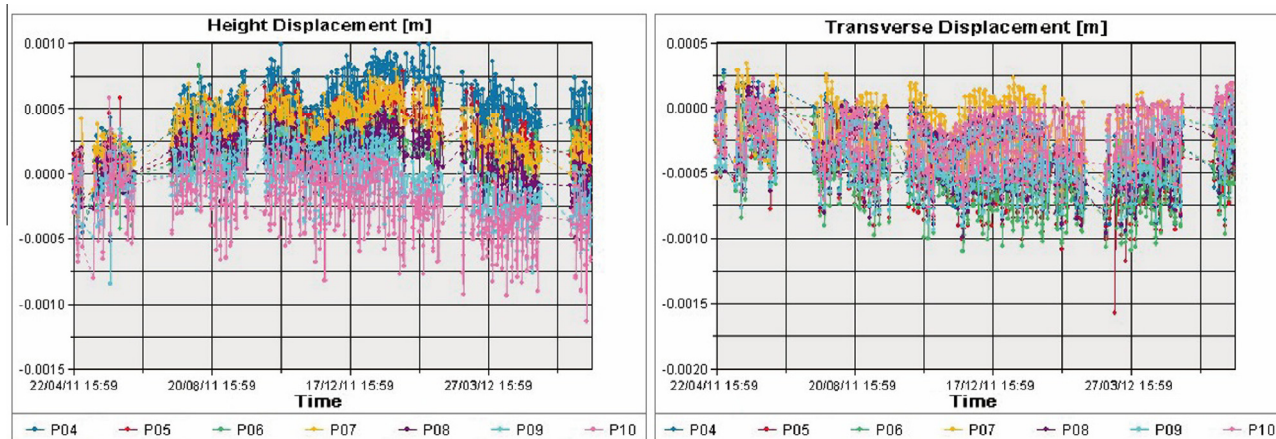 Height Displacement [m]
0.0010
0.0005
0.0000
-0.0005
-0.0010
-0.0015
22/04/11 15:59 20/08/11 15:59 17/12/11 15:59 27/03/12 15:59
Time
P04 P05 P06 P07 P08 P09 P10
Transverse Displacement [m]
0.0005
0.0000
-0.0005
-0.0010
-0.0015
-0.0020
22/04/11 15:59 20/08/11 15:59 17/12/11 15:59 27/03/12 15:59
Time
P04 P05 P06 P07 P08 P09 P10